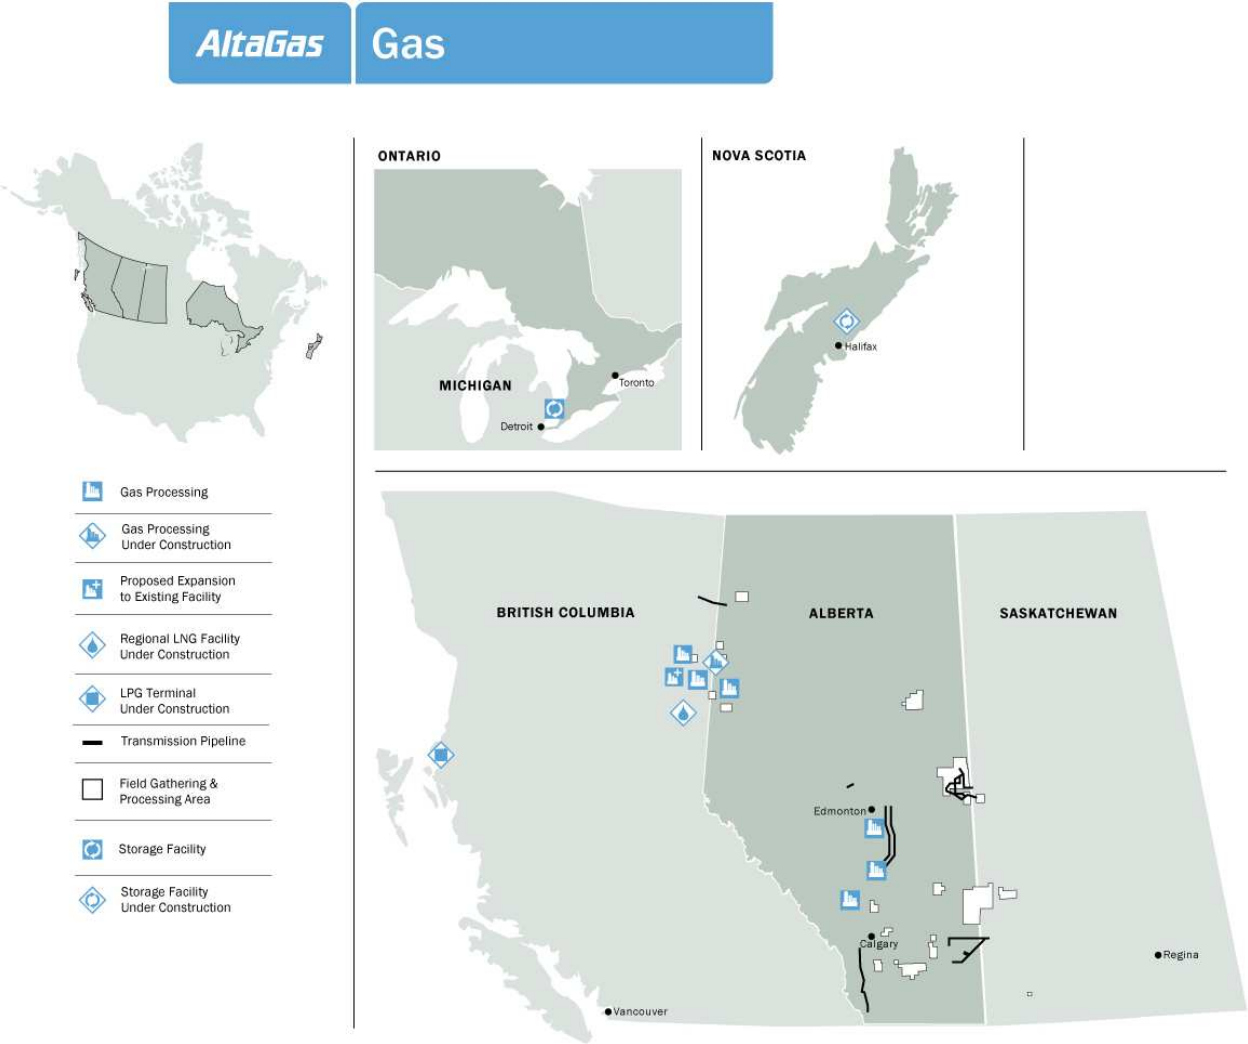 AltaGas
Gas
ONTARIO
MICHIGAN
Toronto
Detroit
NOVA SCOTIA
Halifax
Gas Processing
Gas Processing
Under Construction
Proposed Expansion
to Existing Facility
Regional LNG Facility
Under Construction
LPG Terminal
Under Construction
Transmission Pipeline
Field Gathering &
Processing Area
Storage Facility
Storage Facility
Under Construction
BRITISH COLUMBIA
ALBERTA
SASKATCHEWAN
Edmonton
Calgary
Regina
Vancouver